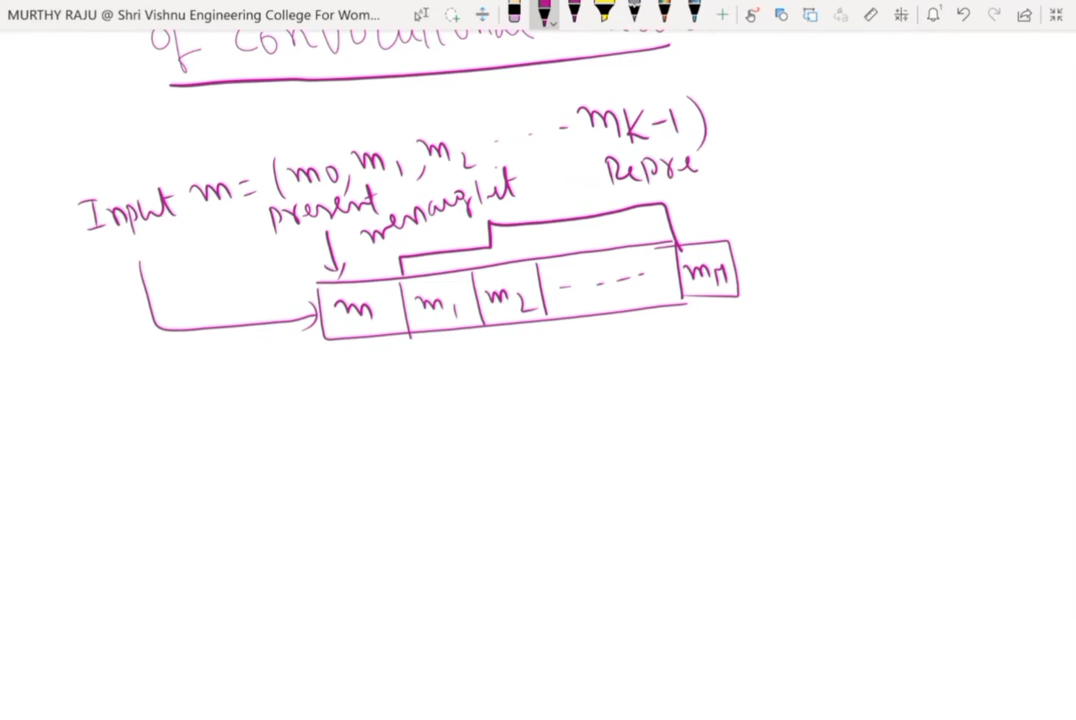 MURTHY RAJU @ Shri Vishnu Engineering College For Wom...
of
Input m = (m0, m1, m2 ..... - mK-1)
present
Repre
m m1 m2 - - - - - mM